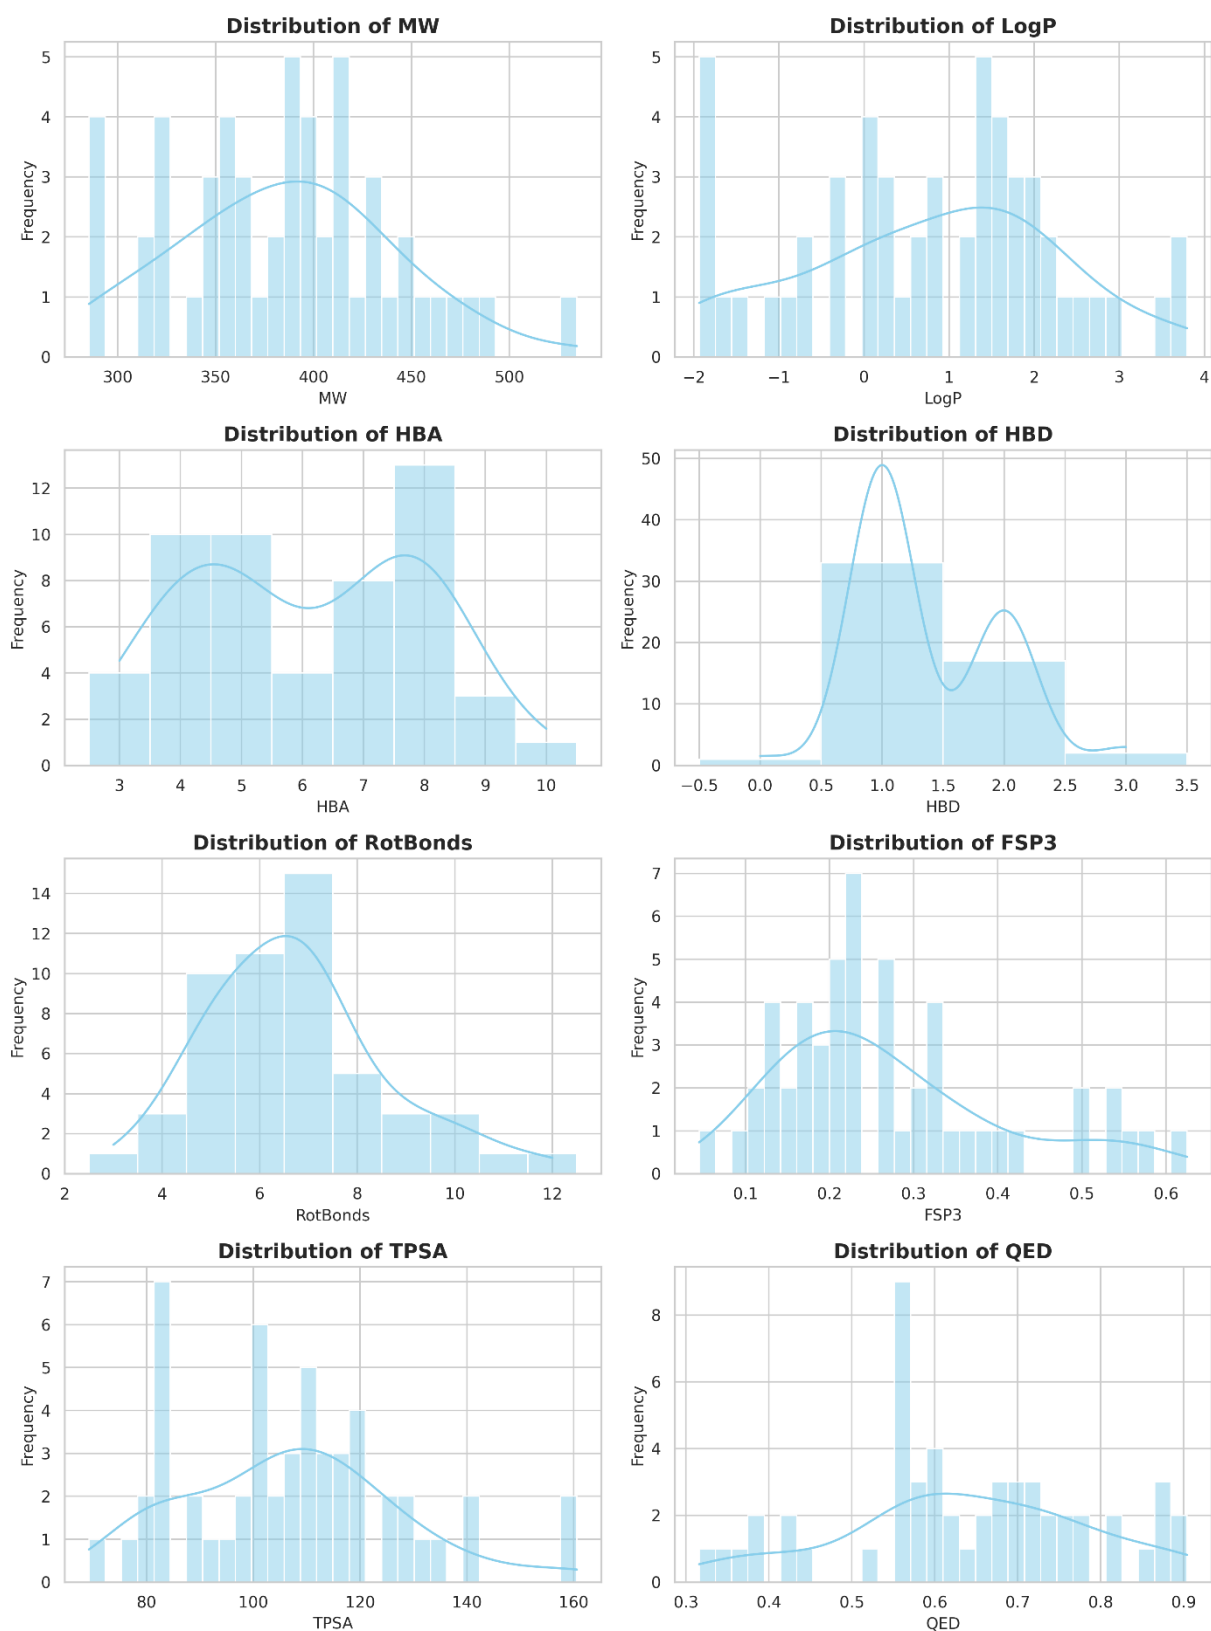 Distribution of MW
5
4
3
2
1
0
Frequency
300 350 400 450 500
MW
Distribution of LogP
5
4
3
2
1
0
Frequency
−2 −1 0 1 2 3 4
LogP
Distribution of HBA
12
10
8
6
4
2
0
Frequency
3 4 5 6 7 8 9 10
HBA
Distribution of HBD
50
40
30
20
10
0
Frequency
−0.5 0.0 0.5 1.0 1.5 2.0 2.5 3.0 3.5
HBD
Distribution of RotBonds
14
12
10
8
6
4
2
0
Frequency
2 4 6 8 10 12
RotBonds
Distribution of FSP3
7
6
5
4
3
2
1
0
Frequency
0.1 0.2 0.3 0.4 0.5 0.6
FSP3
Distribution of TPSA
7
6
5
4
3
2
1
0
Frequency
80 100 120 140 160
TPSA
Distribution of QED
8
6
4
2
0
Frequency
0.3 0.4 0.5 0.6 0.7 0.8 0.9
QED